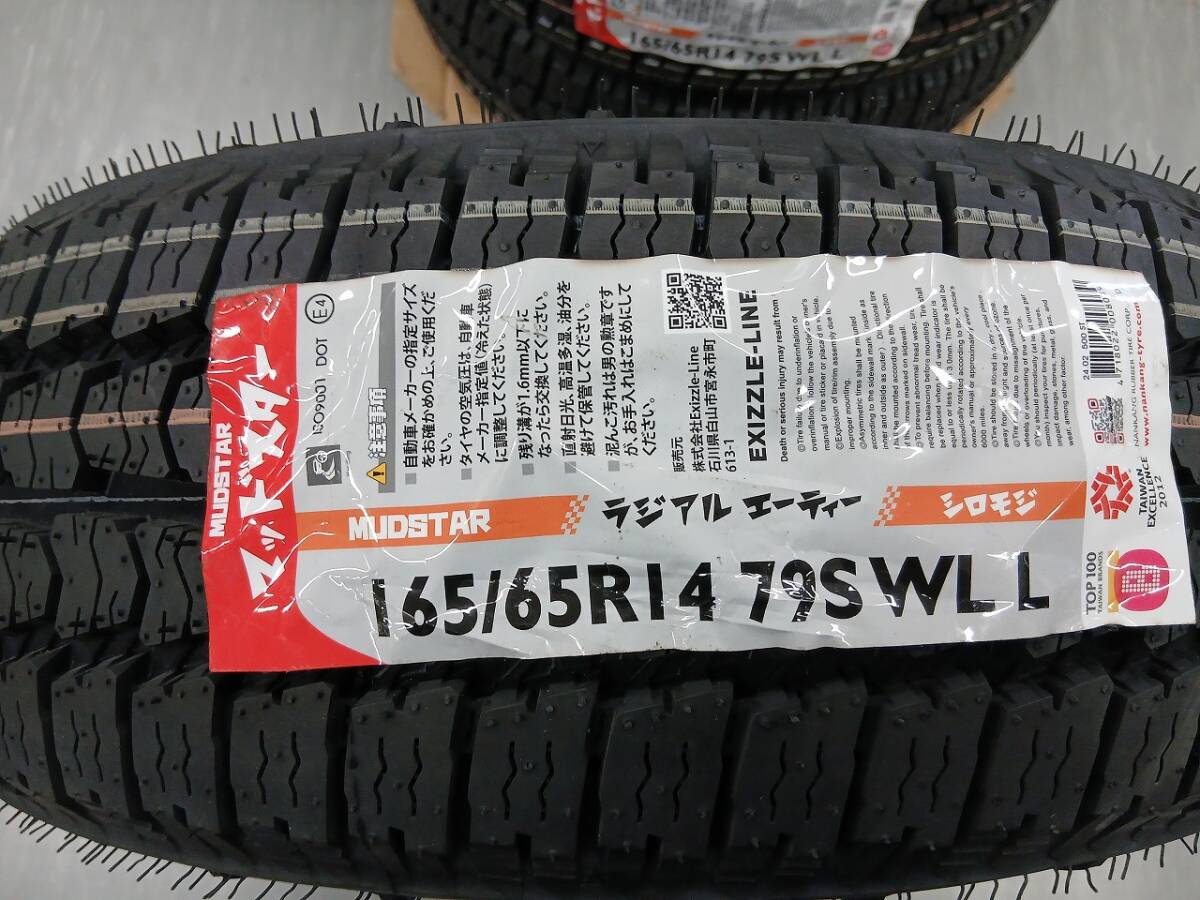 165/65R14 79S WL L
MUDSTAR
マッドスター
ISO9001 DOT E4
注意事項
自動車メーカーの指定サイズ
をお確かめの上、ご使用くだ
さい。
タイヤの空気圧は、自動車
メーカー指定値(冷えた状態)
に調整してください。
残り溝が1.6mm以下に
なったら交換してください。
直射日光、高温多湿、油分を
避けて保管してください。
泥んこ汚れは男の勲章です
が、お手入れはこまめにして
ください。
販売元
株式会社Exizzle-Line
石川県白山市宮永市町
613-1
EXIZZLE-LINE
Death or serious injury may result from
MUDSTAR
ラジアル エーティー
シロモジ
165/65R14 79S WL L
NANKANG RUBBER TIRE CORP.
www.nankang-tyre.com
TAIWAN
EXCELLENCE
2012
TOP 100
TAIWAN BRANDS